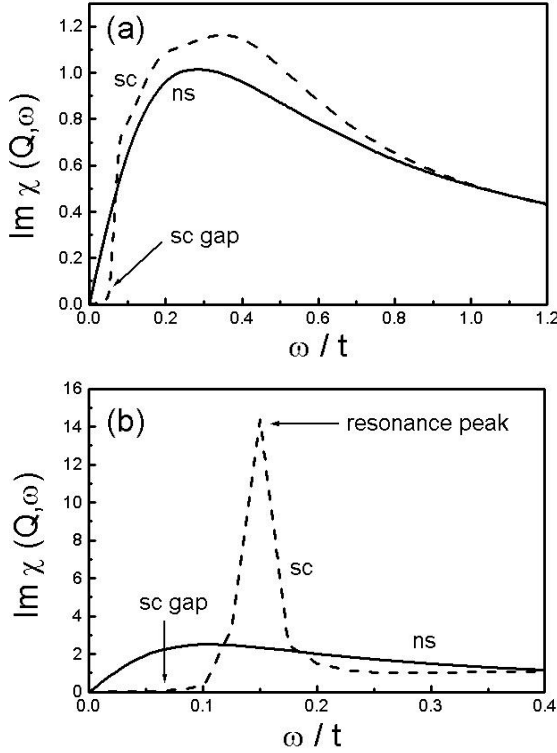 (a)
Im χ (Q,ω)
1.2
1.0
0.8
0.6
0.4
0.2
0.0
sc
ns
sc gap
0.0 0.2 0.4 0.6 0.8 1.0 1.2
ω / t
(b)
Im χ (Q,ω)
16
14
12
10
8
6
4
2
0
resonance peak
sc
sc gap
ns
0.0 0.1 0.2 0.3 0.4
ω / t